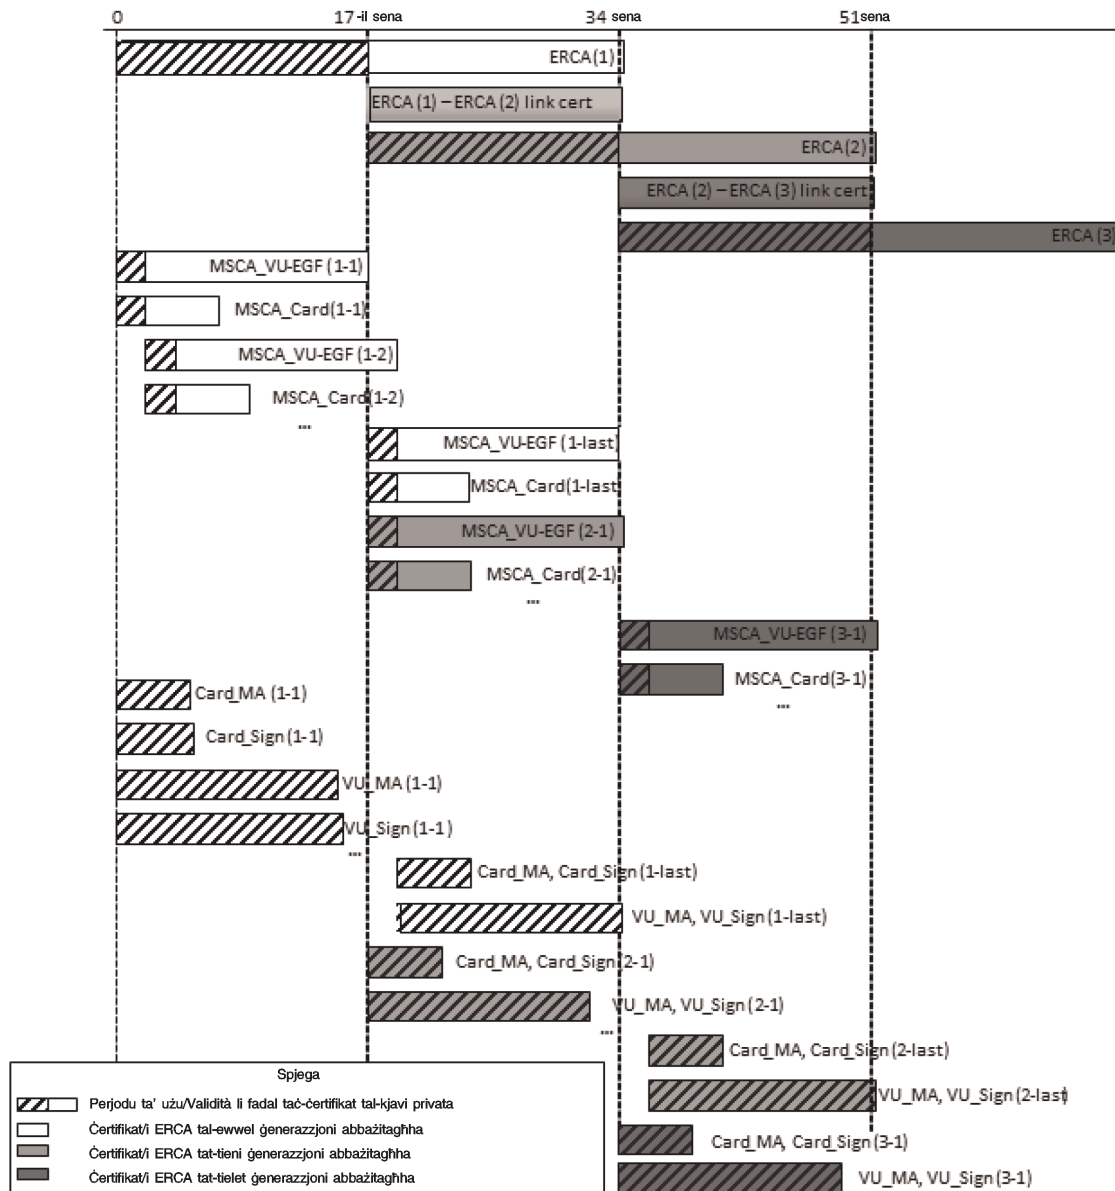 0 17-il sena 34 sena 51 sena
ERCA (1)
ERCA (1) – ERCA (2) link cert
ERCA (2)
ERCA (2) – ERCA (3) link cert
ERCA (3)
MSCA_VU-EGF (1-1)
MSCA_Card(1-1)
MSCA_VU-EGF (1-2)
MSCA_Card(1-2)
...
MSCA_VU-EGF (1-last)
MSCA_Card(1-last
MSCA_VU-EGF (2-1)
MSCA_Card(2-1)
...
MSCA_VU-EGF (3-1)
MSCA_Card(3-1)
...
Card_MA (1-1)
Card_Sign (1-1)
VU_MA (1-1)
VU_Sign (1-1)
...
Card_MA, Card_Sign (1-last)
VU_MA, VU_Sign (1-last)
Card_MA, Card_Sign (2-1)
VU_MA, VU_Sign (2-1)
...
Card_MA, Card_Sign (2-last)
VU_MA, VU_Sign (2-last)
Card_MA, Card_Sign (3-1)
VU_MA, VU_Sign (3-1)
Spjega
Perjodu ta' użu/Validità li fadal taċ-ċertifikat tal-kjavi privata
Ċertifikat/i ERCA tal-ewwel ġenerazzjoni abbażitagħha
Ċertifikat/i ERCA tat-tieni ġenerazzjoni abbażitagħha
Ċertifikat/i ERCA tat-tielet ġenerazzjoni abbażitagħha